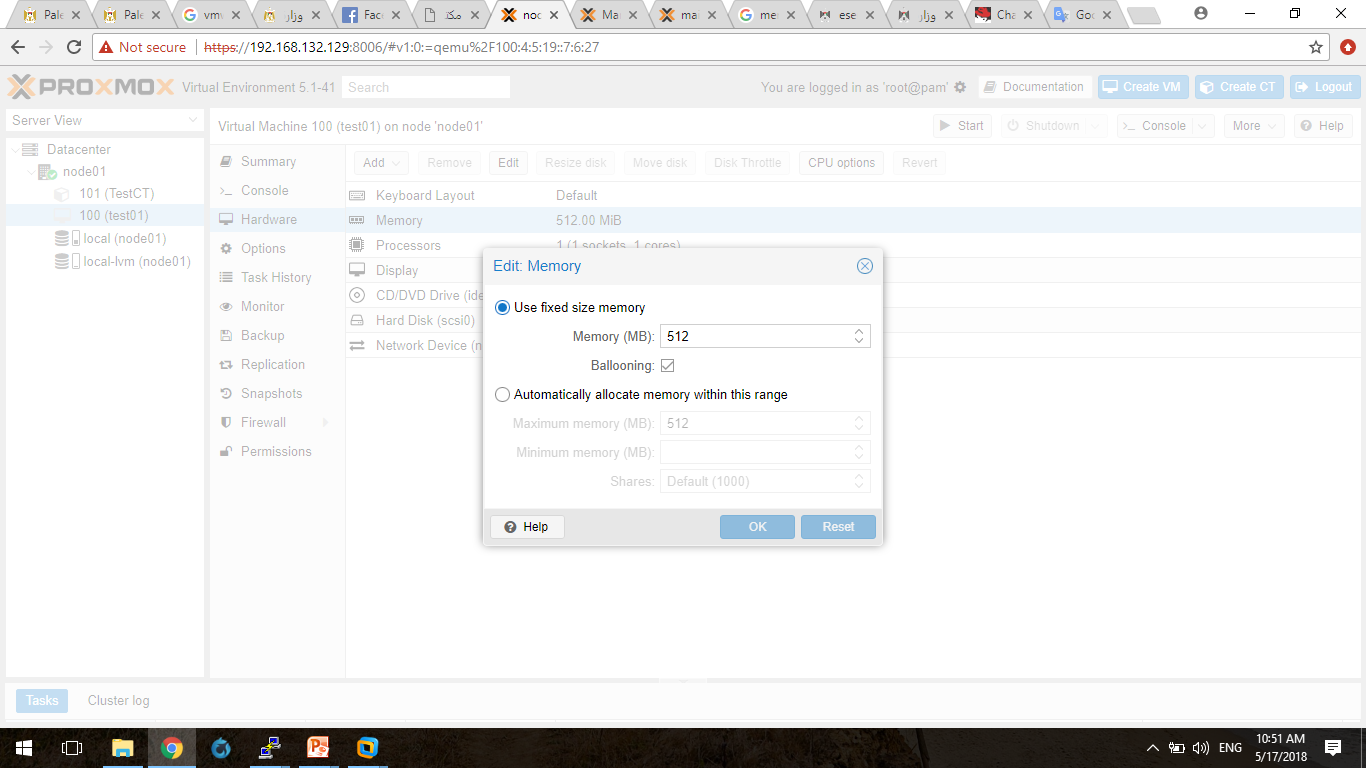 Pale
Pale
vmv
وزار
Fac
مكتد
noc
Ma
ma
mer
ese
وزار
Cha
Goo
Not secure
https://192.168.132.129:8006/#v1:0:=qemu%2F100:4:5:19::7:6:27
PROXMOX Virtual Environment 5.1-41 Search You are logged in as 'root@pam' Documentation Create VM Create CT Logout
Server View
Virtual Machine 100 (test01) on node 'node01' Start Shutdown Console More Help
Datacenter
node01
101 (TestCT)
100 (test01)
local (node01)
local-lvm (node01)
Summary
Console
Hardware
Options
Task History
Monitor
Backup
Replication
Snapshots
Firewall
Permissions
Add Remove Edit Resize disk Move disk Disk Throttle CPU options Revert
Keyboard Layout Default
Memory 512.00 MiB
Processors 1 (1 sockets, 1 cores)
Display
CD/DVD Drive (ide
Hard Disk (scsi0)
Network Device (n
Edit: Memory
Use fixed size memory
Memory (MB): 512
Ballooning:
Automatically allocate memory within this range
Maximum memory (MB): 512
Minimum memory (MB):
Shares: Default (1000)
Help OK Reset
Tasks Cluster log
ENG
10:51 AM
5/17/2018